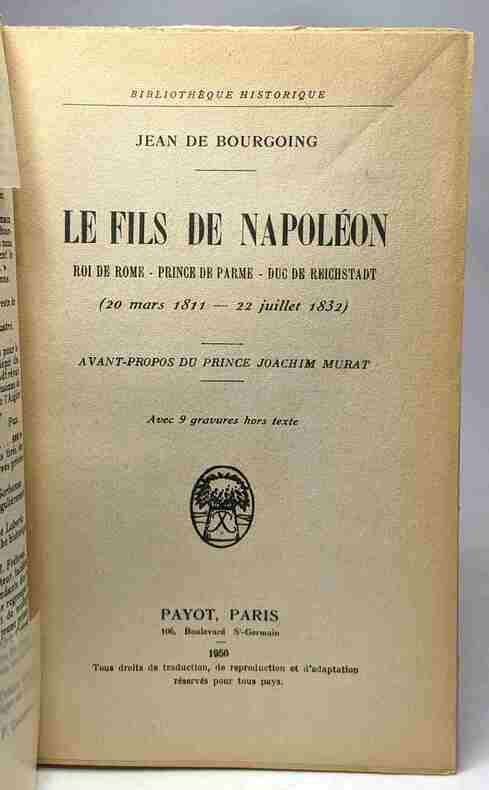 BIBLIOTHÈQUE HISTORIQUE
JEAN DE BOURGOING
LE FILS DE NAPOLÉON
ROI DE ROME - PRINCE DE PARME - DUC DE REICHSTADT
(20 mars 1811 — 22 juillet 1832)
AVANT-PROPOS DU PRINCE JOACHIM MURAT
Avec 9 gravures hors texte
PAYOT, PARIS
106, Boulevard St-Germain
1950
Tous droits de traduction, de reproduction et d'adaptation
réservés pour tous pays.